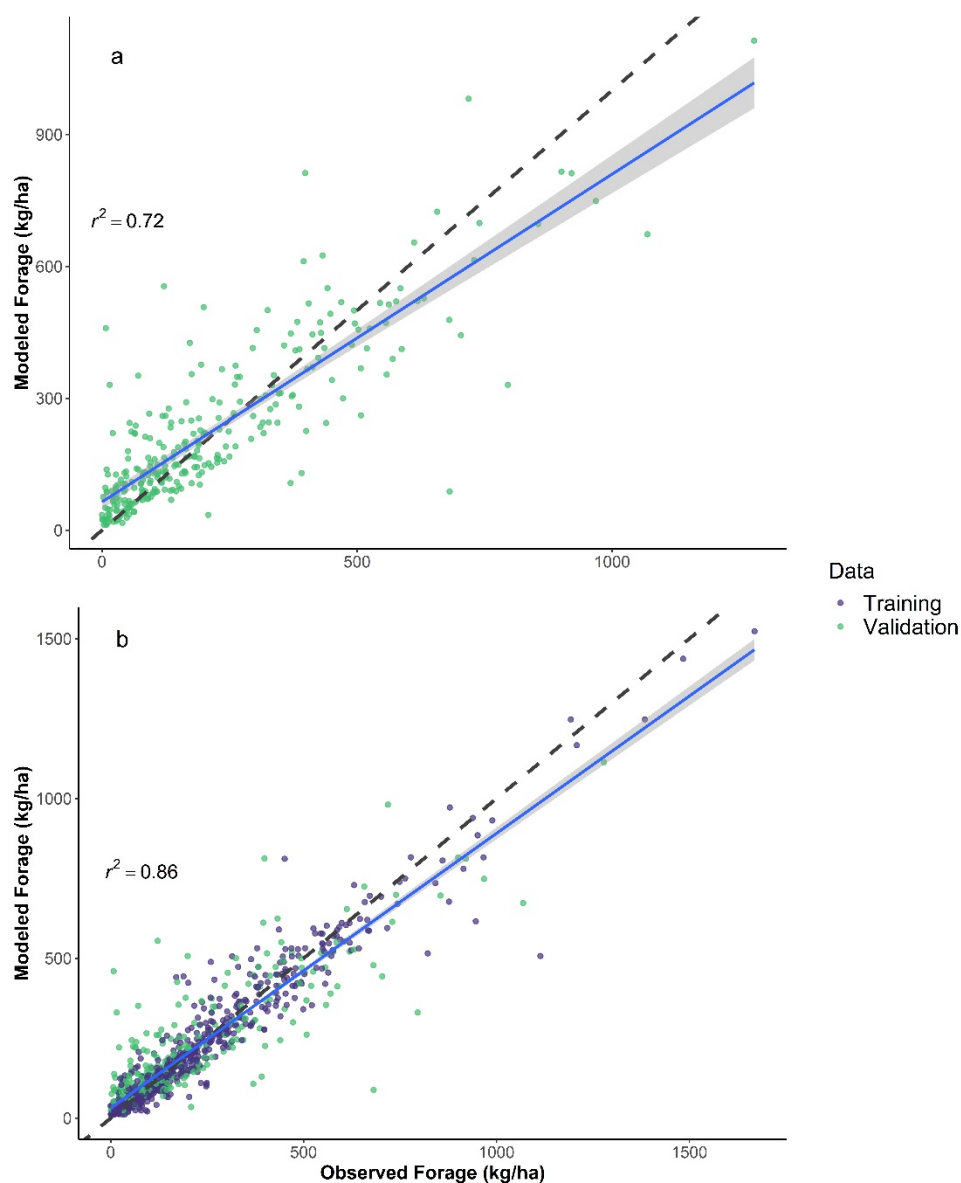 a
900
600
300
0
Modeled Forage (kg/ha)
r² = 0.72
0 500 1000
Data
Training
Validation
b
1500
1000
500
0
Modeled Forage (kg/ha)
r² = 0.86
0 500 1000 1500
Observed Forage (kg/ha)